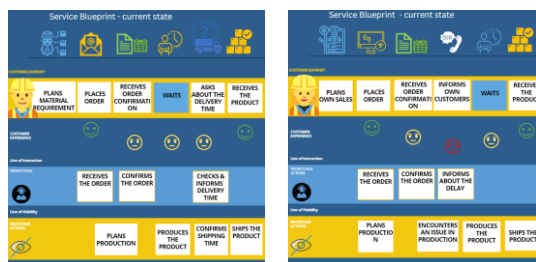 Service Blueprint - current state
CUSTOMER JOURNEY
PLANS
MATERIAL
REQUIREMENT
PLACES
ORDER
RECEIVES
ORDER
CONFIRMATI
ON
WAITS
ASKS
ABOUT THE
DELIVERY
TIME
RECEIVES
THE
PRODUCT
CUSTOMER
EXPERIENCE
Line of Interaction
FRONTSTAGE
ACTIONS
RECEIVES
THE ORDER
CONFIRMS
THE ORDER
CHECKS &
INFORMS
DELIVERY
TIME
Line of Visibility
BACKSTAGE
ACTIONS
PLANS
PRODUCTION
PRODUCES
THE
PRODUCT
CONFIRMS
SHIPPING
TIME
SHIPS THE
PRODUCT
Service Blueprint - current state
CUSTOMER JOURNEY
PLANS
OWN SALES
PLACES
ORDER
RECEIVES
ORDER
CONFIRMATI
ON
INFORMS
OWN
CUSTOMERS
WAITS
RECEIVES
THE
PRODUC
CUSTOMER
EXPERIENCE
Line of Interaction
FRONTSTAGE
ACTIONS
RECEIVES
THE ORDER
CONFIRMS
THE ORDER
INFORMS
ABOUT THE
DELAY
Line of Visibility
BACKSTAGE
ACTIONS
PLANS
PRODUCTIO
N
ENCOUNTERS
AN ISSUE IN
PRODUCTION
PRODUCES
THE
PRODUCT
SHIPS THE
PRODUCT